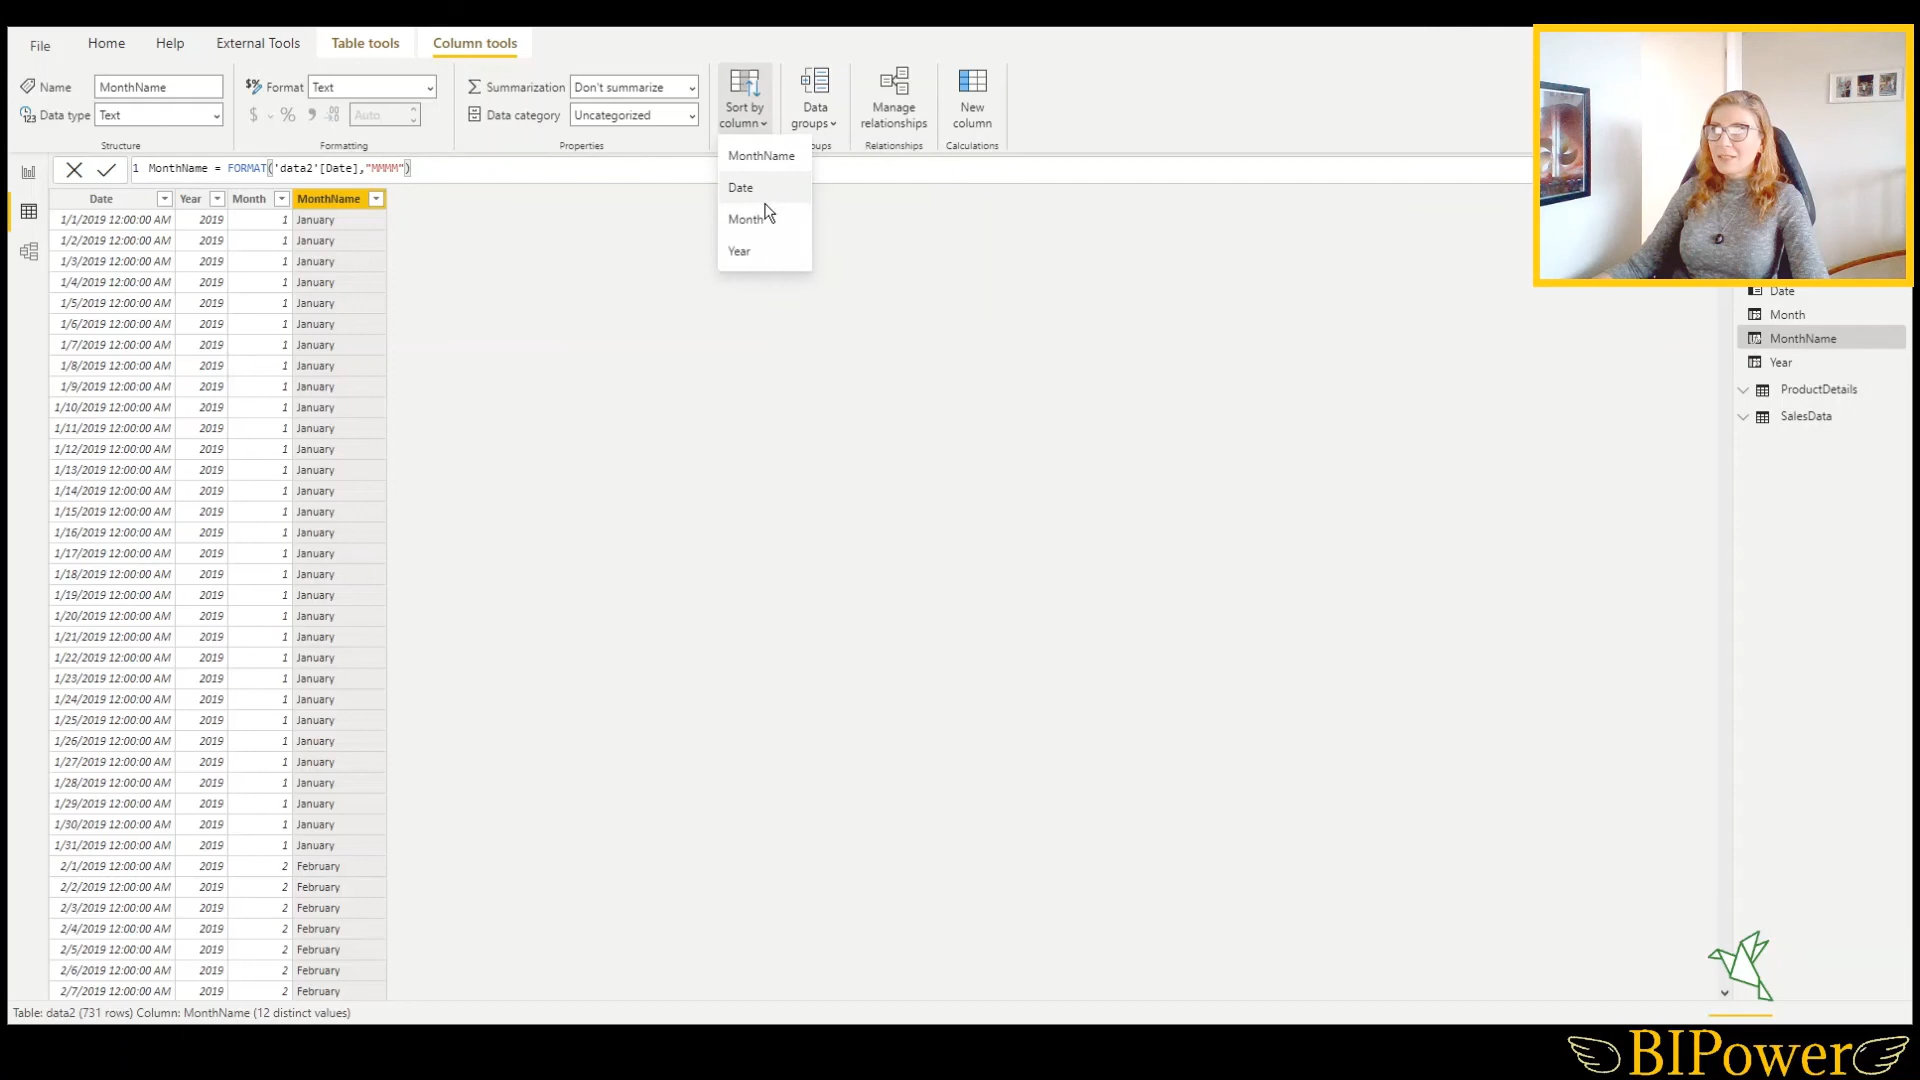 File Home Help External Tools Table tools Column tools
Name MonthName
Data type Text
Structure
Format Text
$ % Auto
Formatting
Summarization Don't summarize
Data category Uncategorized
Properties
Sort by column
Data groups
Manage relationships
Relationships
New column
Calculations
MonthName
Date
Month
Year
1 MonthName = FORMAT('data2'[Date],"MMMM")
Date Year Month MonthName
1/1/2019 12:00:00 AM 2019 1 January
1/2/2019 12:00:00 AM 2019 1 January
1/3/2019 12:00:00 AM 2019 1 January
1/4/2019 12:00:00 AM 2019 1 January
1/5/2019 12:00:00 AM 2019 1 January
1/6/2019 12:00:00 AM 2019 1 January
1/7/2019 12:00:00 AM 2019 1 January
1/8/2019 12:00:00 AM 2019 1 January
1/9/2019 12:00:00 AM 2019 1 January
1/10/2019 12:00:00 AM 2019 1 January
1/11/2019 12:00:00 AM 2019 1 January
1/12/2019 12:00:00 AM 2019 1 January
1/13/2019 12:00:00 AM 2019 1 January
1/14/2019 12:00:00 AM 2019 1 January
1/15/2019 12:00:00 AM 2019 1 January
1/16/2019 12:00:00 AM 2019 1 January
1/17/2019 12:00:00 AM 2019 1 January
1/18/2019 12:00:00 AM 2019 1 January
1/19/2019 12:00:00 AM 2019 1 January
1/20/2019 12:00:00 AM 2019 1 January
1/21/2019 12:00:00 AM 2019 1 January
1/22/2019 12:00:00 AM 2019 1 January
1/23/2019 12:00:00 AM 2019 1 January
1/24/2019 12:00:00 AM 2019 1 January
1/25/2019 12:00:00 AM 2019 1 January
1/26/2019 12:00:00 AM 2019 1 January
1/27/2019 12:00:00 AM 2019 1 January
1/28/2019 12:00:00 AM 2019 1 January
1/29/2019 12:00:00 AM 2019 1 January
1/30/2019 12:00:00 AM 2019 1 January
1/31/2019 12:00:00 AM 2019 1 January
2/1/2019 12:00:00 AM 2019 2 February
2/2/2019 12:00:00 AM 2019 2 February
2/3/2019 12:00:00 AM 2019 2 February
2/4/2019 12:00:00 AM 2019 2 February
2/5/2019 12:00:00 AM 2019 2 February
2/6/2019 12:00:00 AM 2019 2 February
2/7/2019 12:00:00 AM 2019 2 February
Table: data2 (731 rows) Column: MonthName (12 distinct values)
Date
Month
MonthName
Year
ProductDetails
SalesData
BIPower